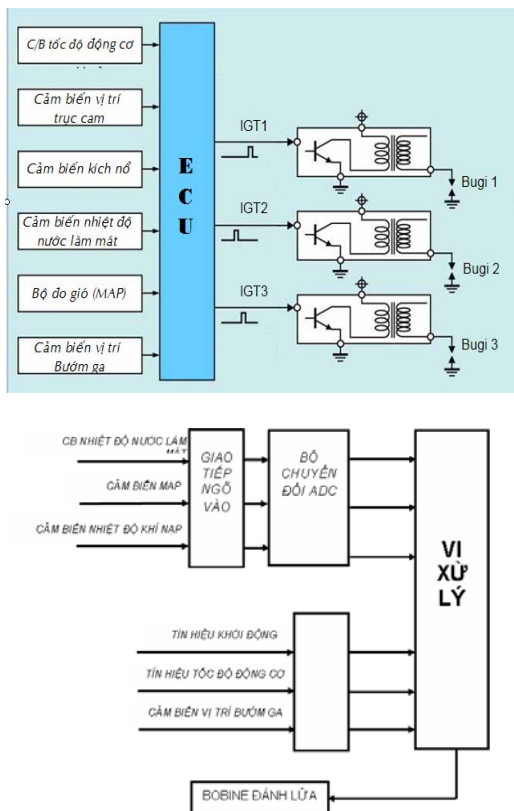 C/B tốc độ động cơ
Cảm biến vị trí
trục cam
Cảm biến kích nổ
Cảm biến nhiệt độ
nước làm mát
Bộ đo gió (MAP)
Cảm biến vị trí
Bướm ga
E
C
U
IGT1
IGT2
IGT3
Bugi 1
Bugi 2
Bugi 3
CB NHIỆT ĐỘ NƯỚC LÀM
MÁT
CẢM BIẾN MAP
CẢM BIẾN NHIỆT ĐỘ KHÍ NẠP
GIAO
TIẾP
NGÕ
VÀO
BỘ
CHUYỂN
ĐỔI ADC
VI
XỬ
LÝ
TÍN HIỆU KHỞI ĐỘNG
TÍN HIỆU TỐC ĐỘ ĐỘNG CƠ
CẢM BIẾN VỊ TRÍ BƯỚM GA
BOBINE ĐÁNH LỬA